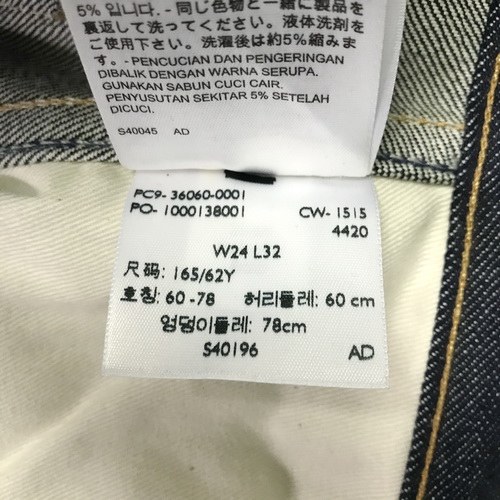 5% 입니다. - 同じ色物と一緒に製品を
裏返して洗ってください。液体洗剤を
ご使用下さい。洗濯後は約5%縮みま
す。- PENCUCIAN DAN PENGERINGAN
DIBALIK DENGAN WARNA SERUPA.
GUNAKAN SABUN CUCI CAIR.
PENYUSUTAN SEKITAR 5% SETELAH
DICUCI.
S40045 AD
PC9- 36060-0001
PO- 1000138001 CW- 1515
4420
W24 L32
尺码: 165/62Y
호칭: 60 -78 허리둘레: 60 cm
엉덩이둘레: 78cm
S40196 AD